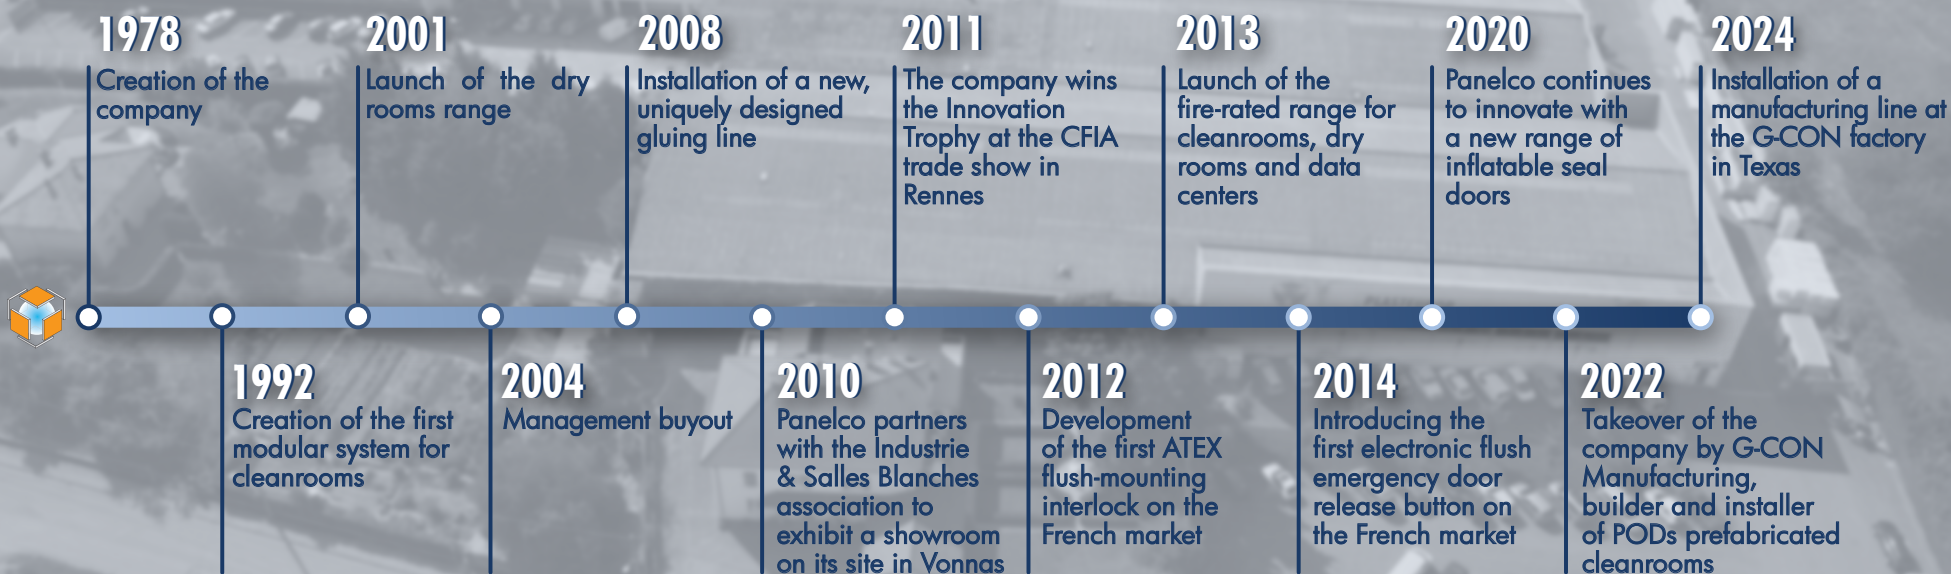 1978
Creation of the
company
2001
Launch of the dry
rooms range
2008
Installation of a new,
uniquely designed
gluing line
2011
The company wins
the Innovation
Trophy at the CFIA
trade show in
Rennes
2013
Launch of the
fire-rated range for
cleanrooms, dry
rooms and data
centers
2020
Panelco continues
to innovate with
a new range of
inflatable seal
doors
2024
Installation of a
manufacturing line at
the G-CON factory
in Texas
1992
Creation of the first
modular system for
cleanrooms
2004
Management buyout
2010
Panelco partners
with the Industrie
& Salles Blanches
association to
exhibit a showroom
on its site in Vonnas
2012
Development
of the first ATEX
flush-mounting
interlock on the
French market
2014
Introducing the
first electronic flush
emergency door
release button on
the French market
2022
Takeover of the
company by G-CON
Manufacturing,
builder and installer
of PODs prefabricated
cleanrooms